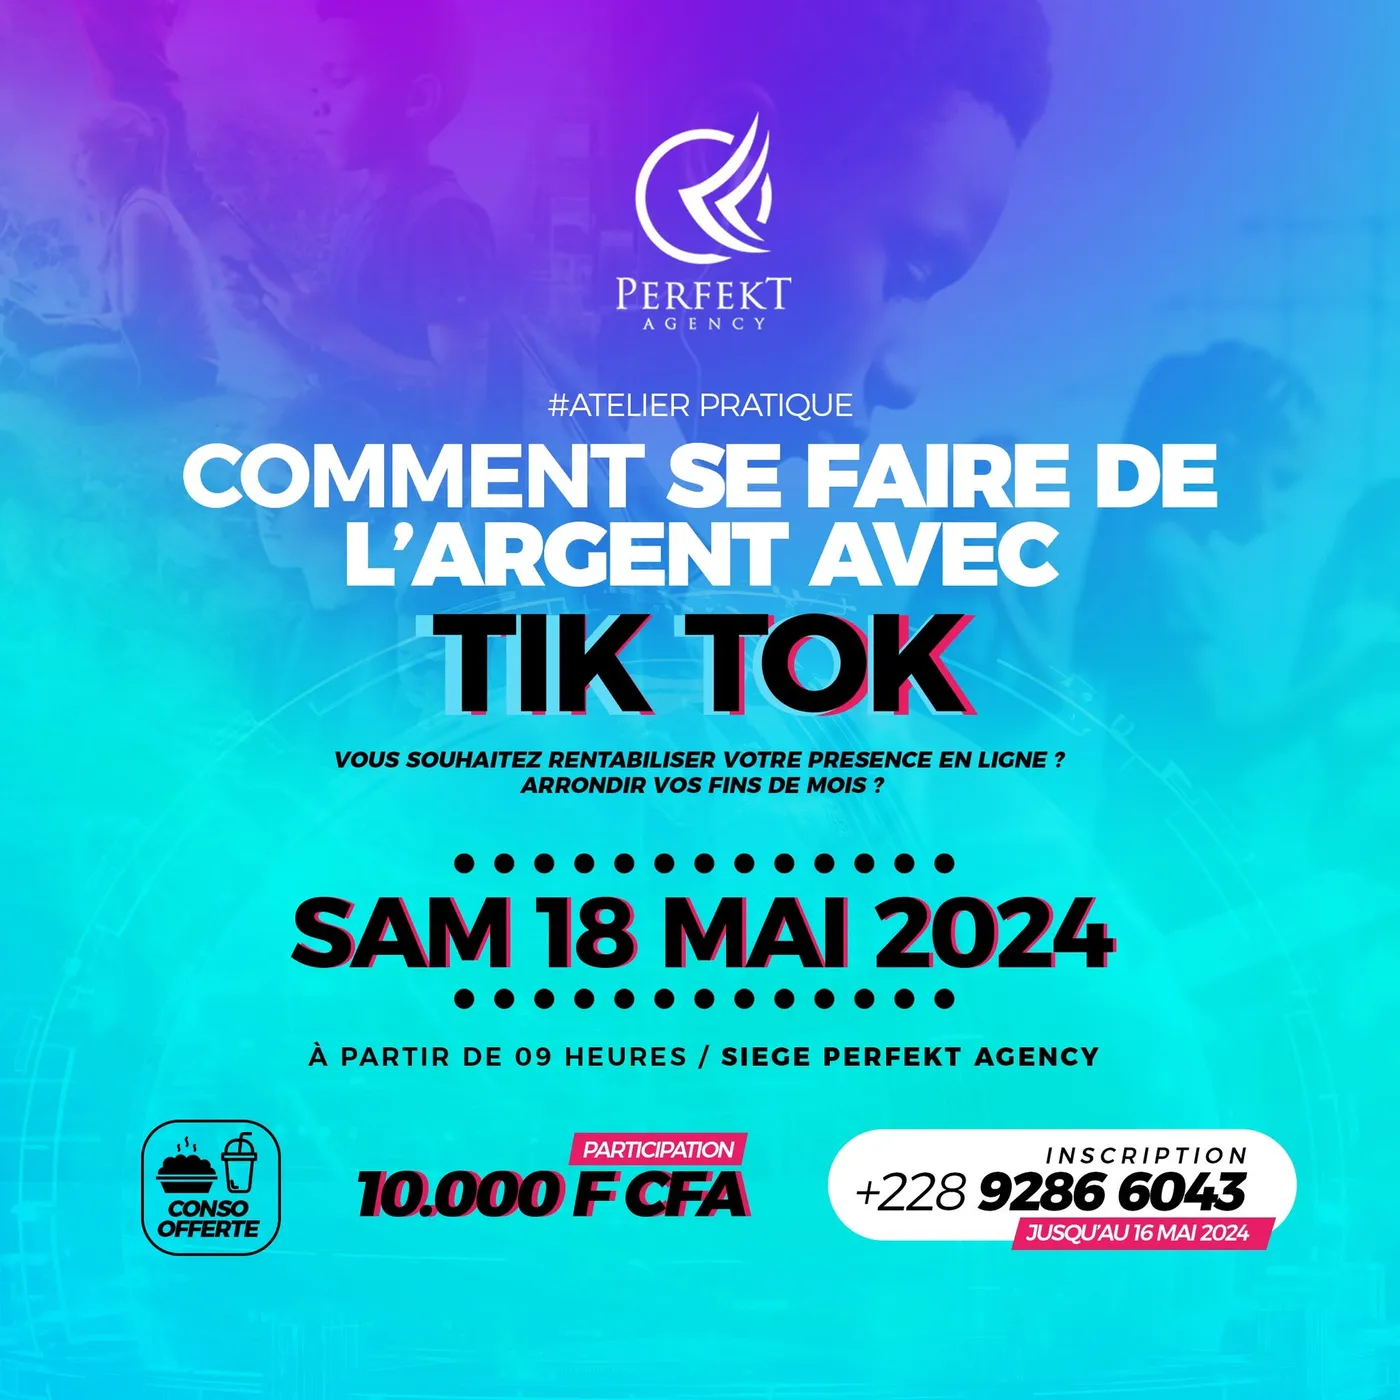 PERFEKT
AGENCY
#ATELIER PRATIQUE
COMMENT SE FAIRE DE
L'ARGENT AVEC
TIK TOK
VOUS SOUHAITEZ RENTABILISER VOTRE PRESENCE EN LIGNE ?
ARRONDIR VOS FINS DE MOIS ?
SAM 18 MAI 2024
À PARTIR DE 09 HEURES / SIEGE PERFEKT AGENCY
CONSO
OFFERTE
PARTICIPATION
10.000 F CFA
INSCRIPTION
+228 9286 6043
JUSQU'AU 16 MAI 2024